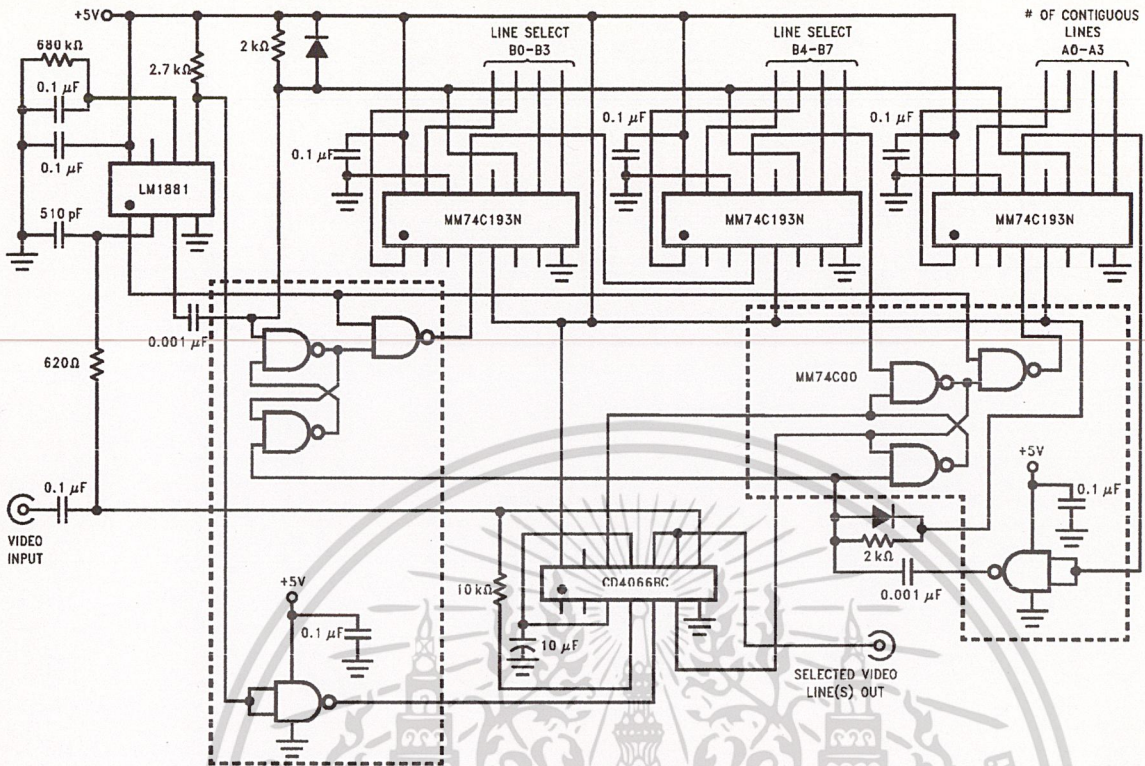 +5V
680 kΩ
0.1 µF
0.1 µF
510 pF
620Ω
0.1 µF
VIDEO
INPUT
2.7 kΩ
LM1881
0.001 µF
2 kΩ
0.1 µF
MM74C193N
LINE SELECT
B0-B3
0.1 µF
MM74C193N
LINE SELECT
B4-B7
0.1 µF
MM74C193N
# OF CONTIGUOUS
LINES
A0-A3
MM74C00
+5V
0.1 µF
2 kΩ
0.001 µF
+5V
0.1 µF
10 kΩ
10 µF
CD4066BC
SELECTED VIDEO
LINE(S) OUT